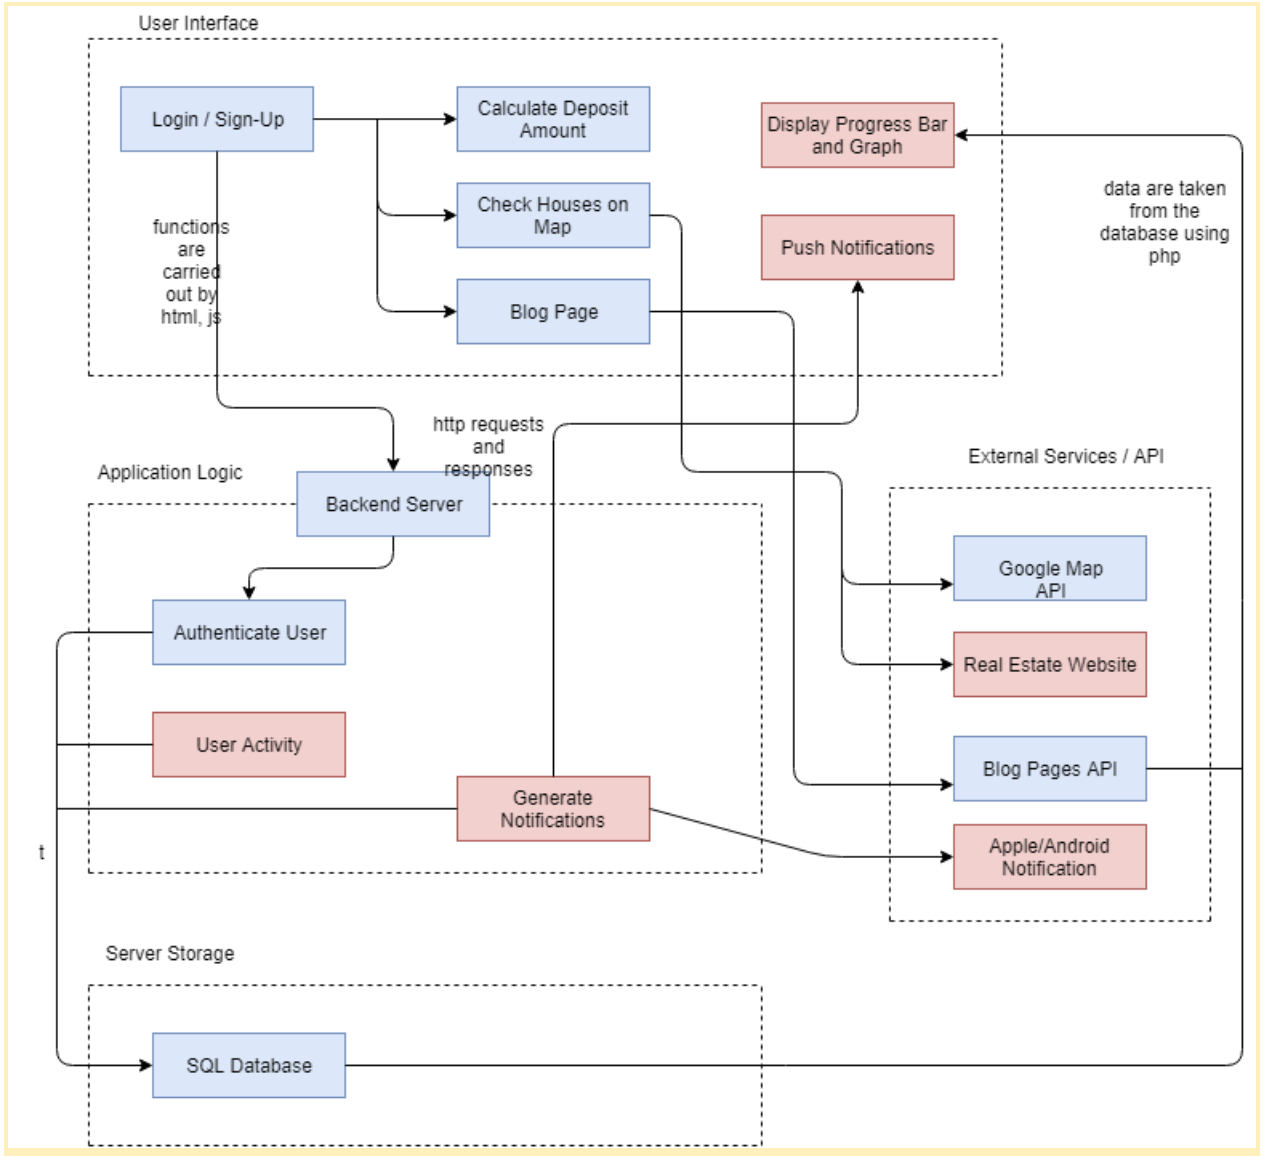 User Interface
Login / Sign-Up
Calculate Deposit
Amount
Display Progress Bar
and Graph
Check Houses on
Map
Push Notifications
Blog Page
functions
are
carried
out by
html, js
data are taken
from the
database using
php
http requests
and
responses
Application Logic
Backend Server
Authenticate User
User Activity
Generate
Notifications
External Services / API
Google Map
API
Real Estate Website
Blog Pages API
Apple/Android
Notification
t
Server Storage
SQL Database